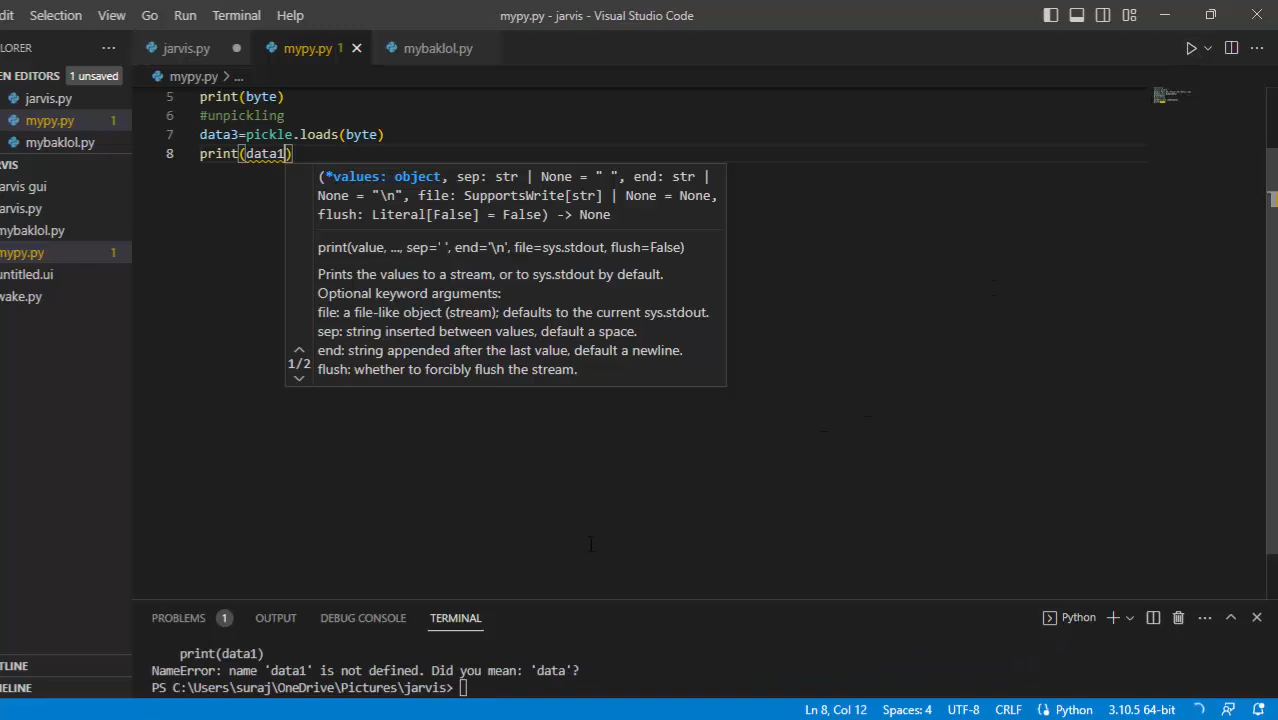 dit Selection View Go Run Terminal Help mypy.py - jarvis - Visual Studio Code
LORER ··· jarvis.py mypy.py 1 mybaklol.py
EN EDITORS 1 unsaved mypy.py > ...
jarvis.py
mypy.py 1
mybaklol.py
RVIS
arvis gui
arvis.py
nybaklol.py
nypy.py 1
untitled.ui
wake.py
TLINE
MELINE
5 print(byte)
6 #unpickling
7 data3=pickle.loads(byte)
8 print(data1)
(*values: object, sep: str | None = " ", end: str |
None = "\n", file: SupportsWrite[str] | None = None,
flush: Literal[False] = False) -> None
print(value, ..., sep=' ', end='\n', file=sys.stdout, flush=False)
Prints the values to a stream, or to sys.stdout by default.
Optional keyword arguments:
file: a file-like object (stream); defaults to the current sys.stdout.
sep: string inserted between values, default a space.
end: string appended after the last value, default a newline.
flush: whether to forcibly flush the stream.
1/2
PROBLEMS 1 OUTPUT DEBUG CONSOLE TERMINAL Python
print(data1)
NameError: name 'data1' is not defined. Did you mean: 'data'?
PS C:\Users\suraj\OneDrive\Pictures\jarvis>
Ln 8, Col 12 Spaces: 4 UTF-8 CRLF Python 3.10.5 64-bit